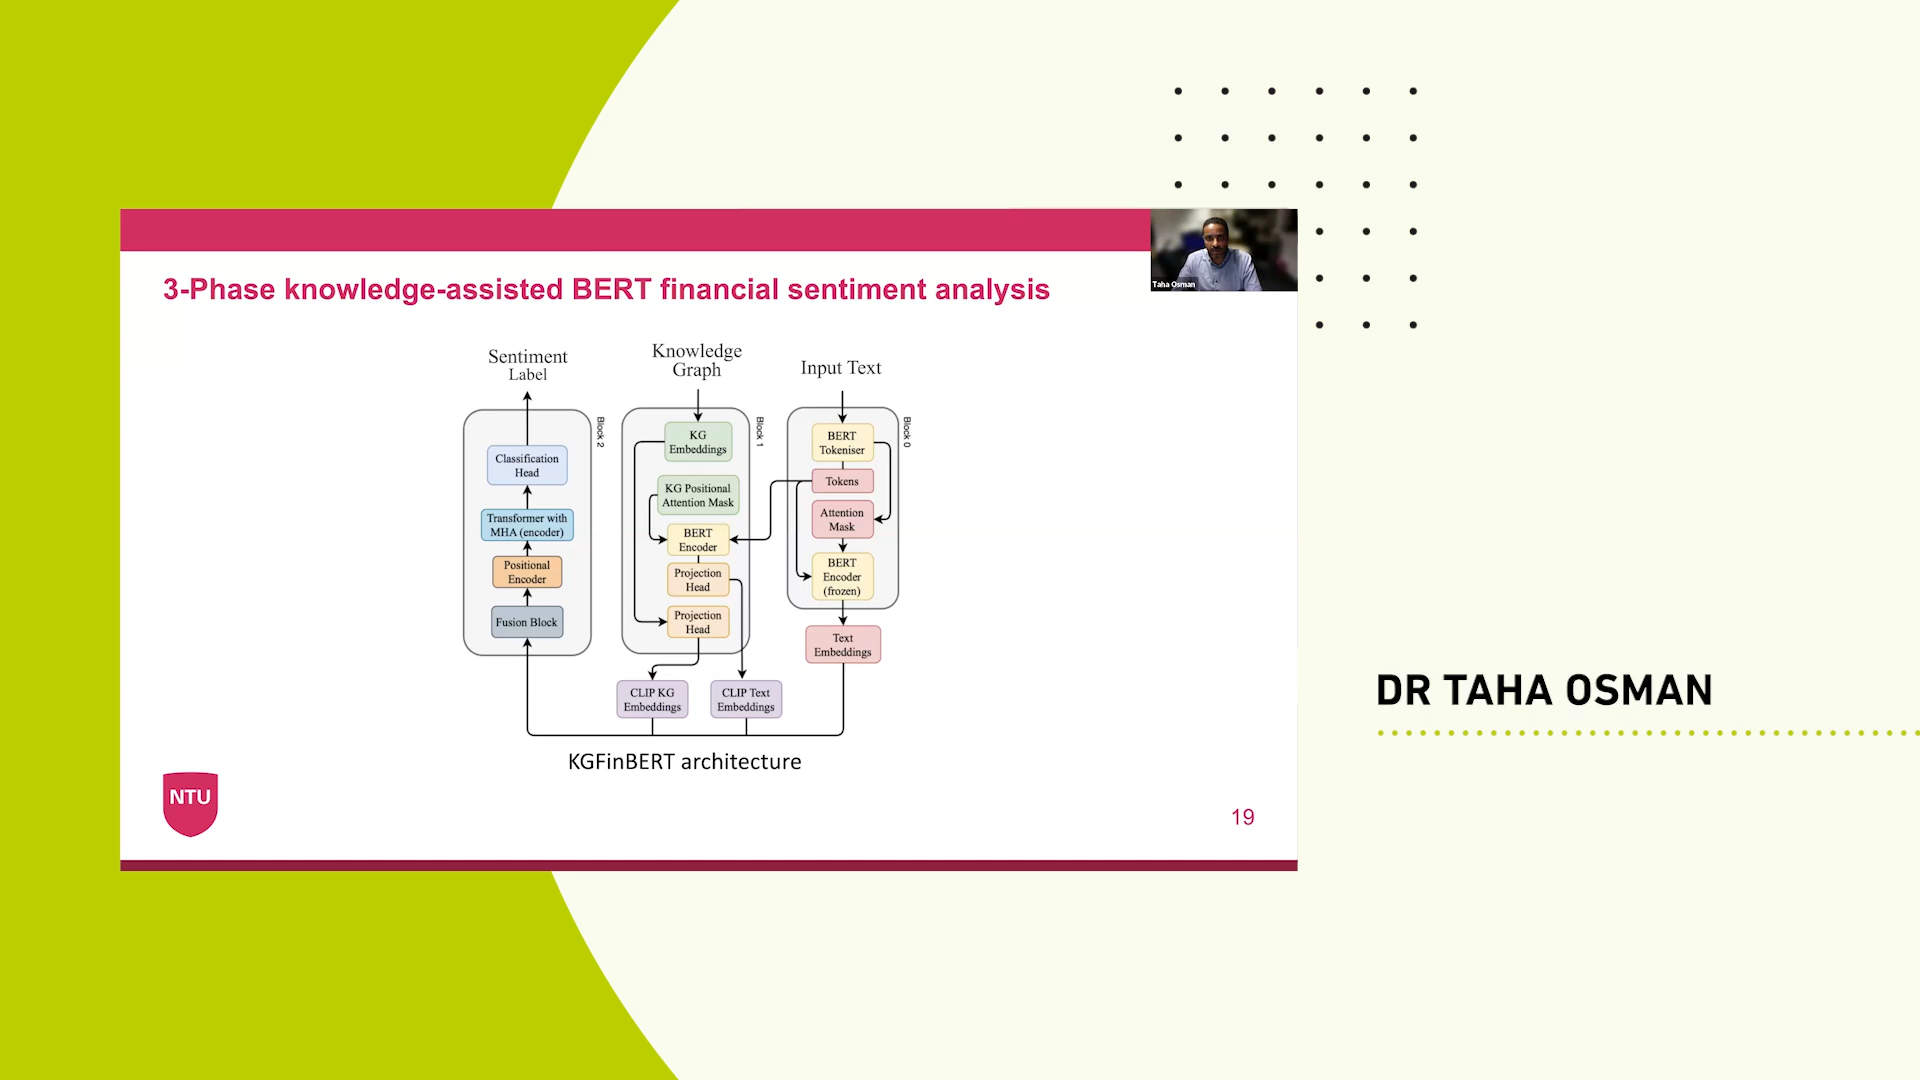 3-Phase knowledge-assisted BERT financial sentiment analysis
Taha Osman
Sentiment
Label
Block 2
Classification
Head
Transformer with
MHA (encoder)
Positional
Encoder
Fusion Block
Knowledge
Graph
Block 1
KG
Embeddings
KG Positional
Attention Mask
BERT
Encoder
Projection
Head
Projection
Head
CLIP KG
Embeddings
CLIP Text
Embeddings
Input Text
Block 0
BERT
Tokeniser
Tokens
Attention
Mask
BERT
Encoder
(frozen)
Text
Embeddings
KGFinBERT architecture
NTU
19
DR TAHA OSMAN